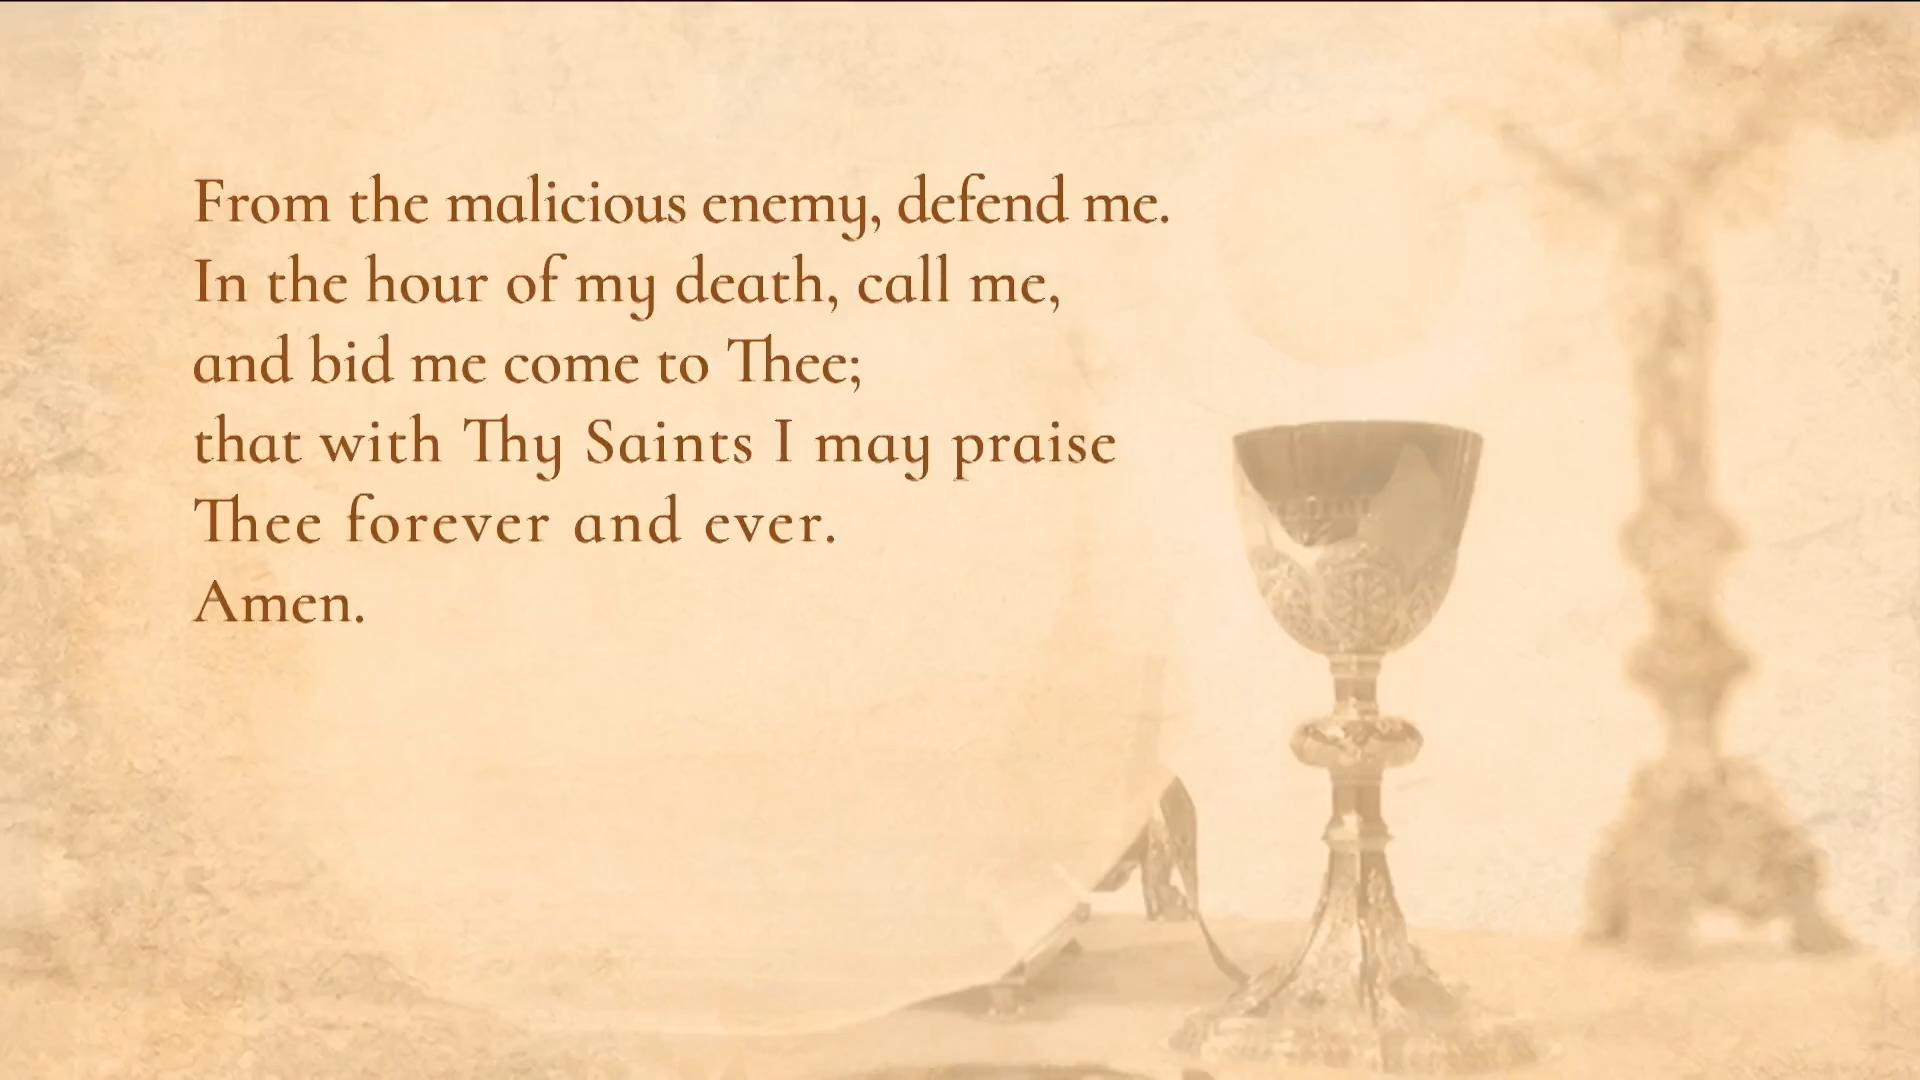 From the malicious enemy, defend me.
In the hour of my death, call me,
and bid me come to Thee;
that with Thy Saints I may praise
Thee forever and ever.
Amen.